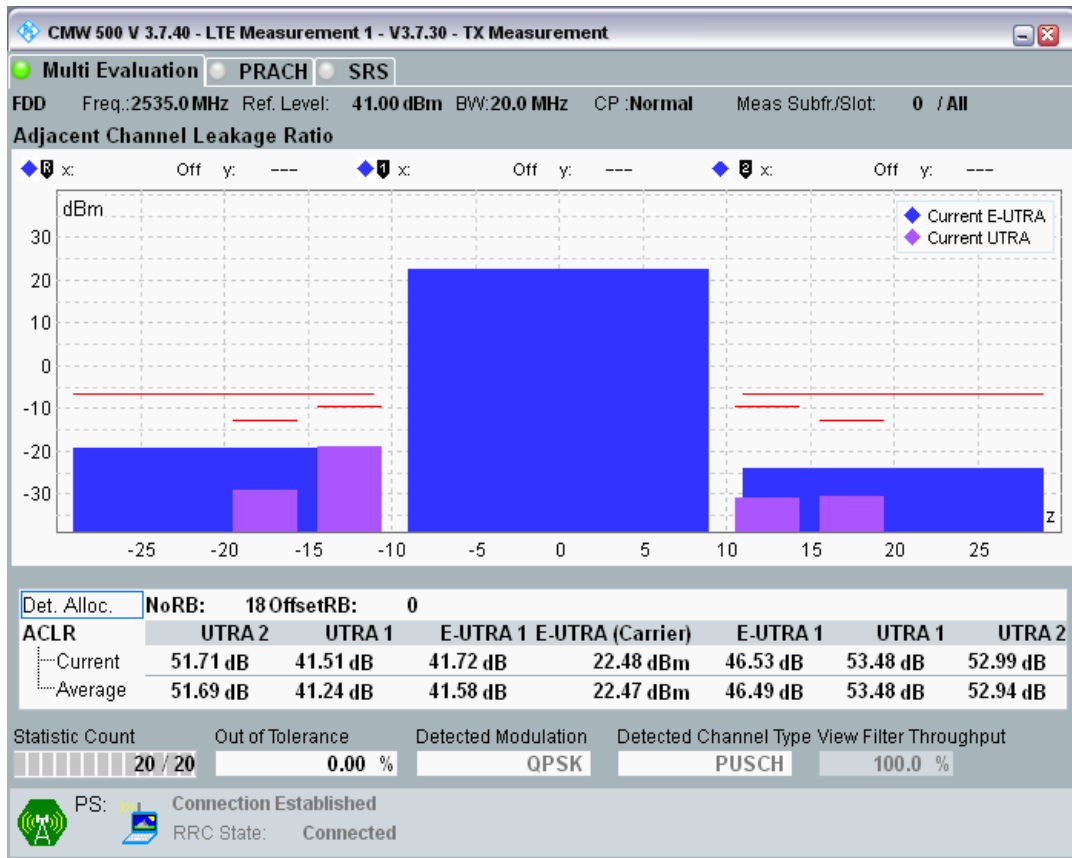 CMW 500 V 3.7.40 - LTE Measurement 1 - V3.7.30 - TX Measurement
Multi Evaluation PRACH SRS
FDD Freg.:2535.0 MHz Ref. Level: 41.00 dBm BW:20.0 MHz CP :Normal Meas Subfr./Slot: 0 / All
Adjacent Channel Leakage Ratio
R x: Off y: --- 1 x: Off y: --- 2 x: Off y: ---
dBm
Current E-UTRA
Current UTRA
30
20
10
0
-10
-20
-30
z
-25 -20 -15 -10 -5 0 5 10 15 20 25
Det. Alloc. NoRB: 18 OffsetRB: 0
ACLR UTRA 2 UTRA 1 E-UTRA 1 E-UTRA (Carrier) E-UTRA 1 UTRA 1 UTRA 2
Current 51.71 dB 41.51 dB 41.72 dB 22.48 dBm 46.53 dB 53.48 dB 52.99 dB
Average 51.69 dB 41.24 dB 41.58 dB 22.47 dBm 46.49 dB 53.48 dB 52.94 dB
Statistic Count Out of Tolerance Detected Modulation Detected Channel Type View Filter Throughput
20 / 20 0.00 % QPSK PUSCH 100.0 %
PS: Connection Established
RRC State: Connected